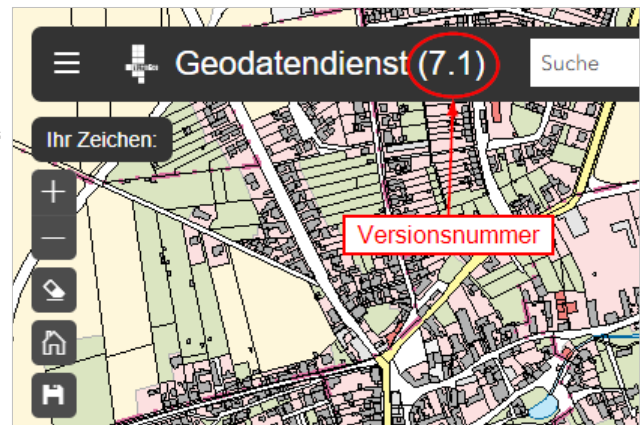 Geodatendienst (7.1)
Suche
Ihr Zeichen:
Versionsnummer